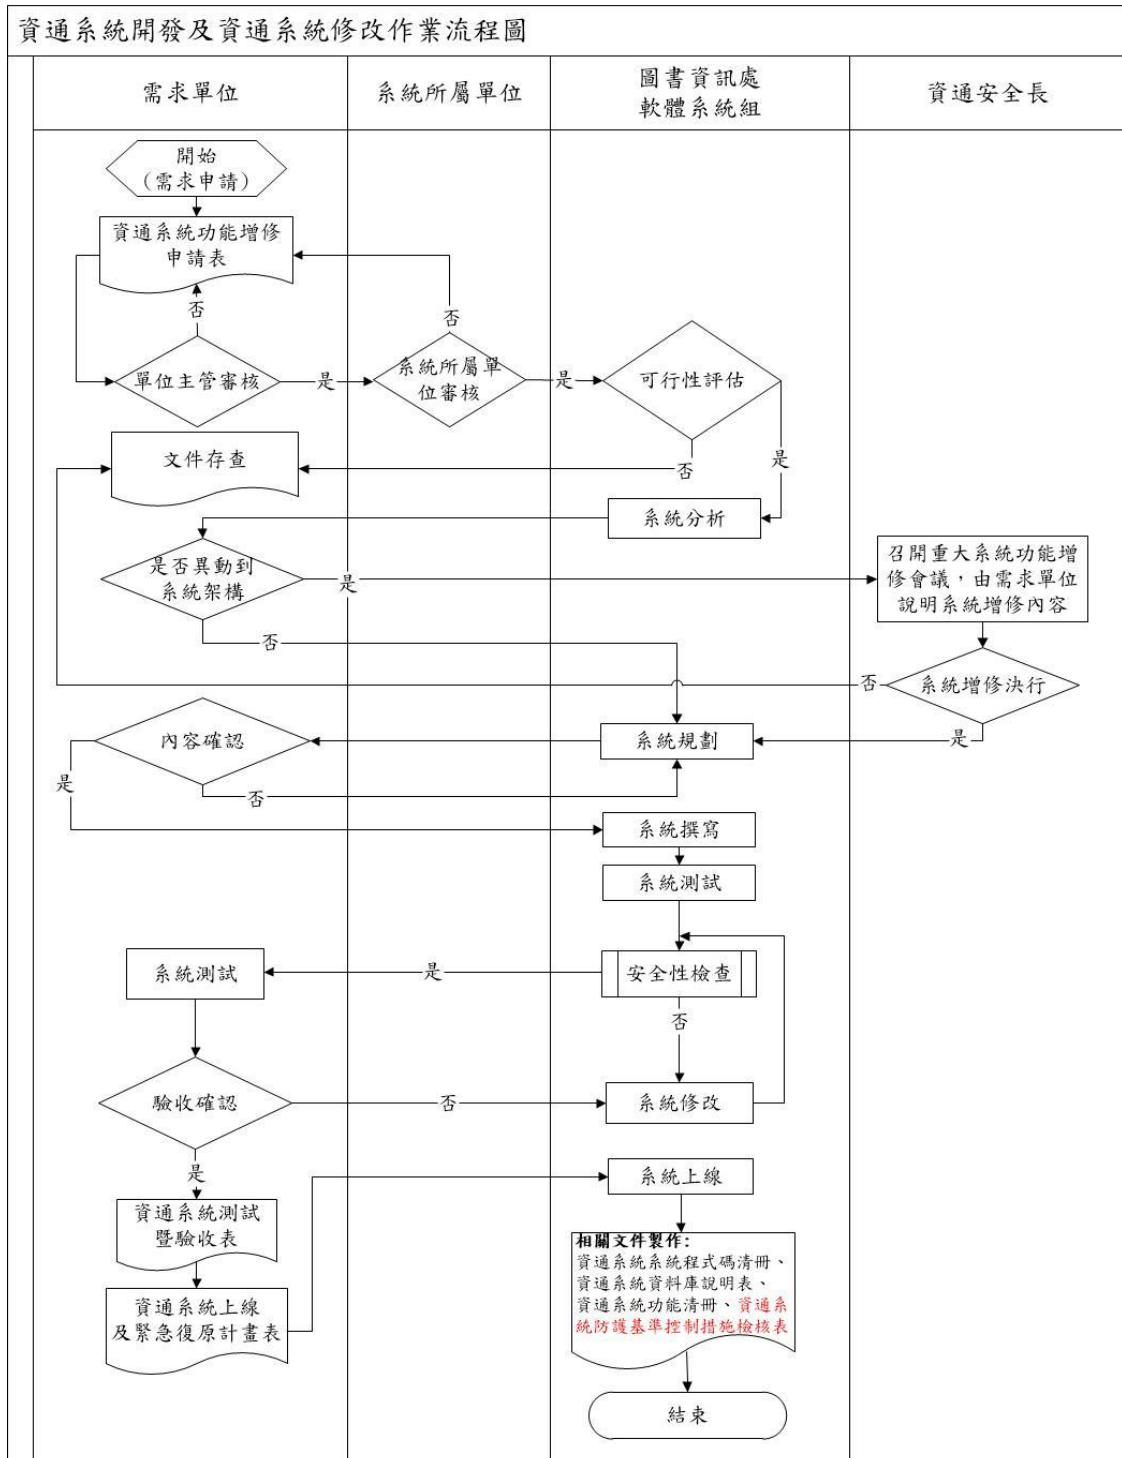 資通系統開發及資通系統修改作業流程圖
需求單位
系統所屬單位
圖書資訊處
軟體系統組
資通安全長
開始
（需求申請）
資通系統功能增修
申請表
否
否
單位主管審核
是
系統所屬單
位審核
是
可行性評估
文件存查
否
是
系統分析
是否異動到
系統架構
是
召開重大系統功能增
修會議，由需求單位
說明系統增修內容
否
否
系統增修決行
內容確認
系統規劃
是
是
否
系統撰寫
系統測試
系統測試
是
安全性檢查
否
驗收確認
否
系統修改
是
系統上線
資通系統測試
暨驗收表
相關文件製作:
資通系統系統程式碼清冊、
資通系統資料庫說明表、
資通系統功能清冊、資通系
統防護基準控制措施檢核表
資通系統上線
及緊急復原計畫表
結束